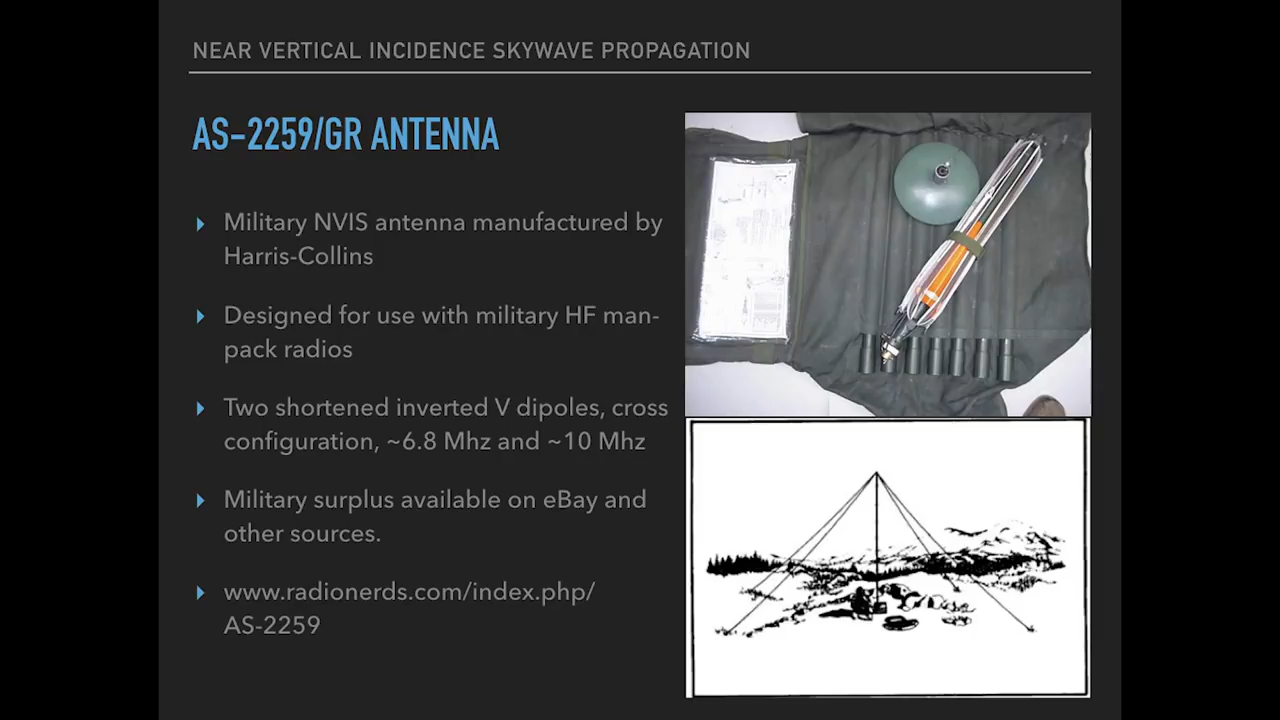 NEAR VERTICAL INCIDENCE SKYWAVE PROPAGATION
AS-2259/GR ANTENNA
Military NVIS antenna manufactured by
Harris-Collins
Designed for use with military HF man-
pack radios
Two shortened inverted V dipoles, cross
configuration, ~6.8 Mhz and ~10 Mhz
Military surplus available on eBay and
other sources.
www.radionerds.com/index.php/
AS-2259